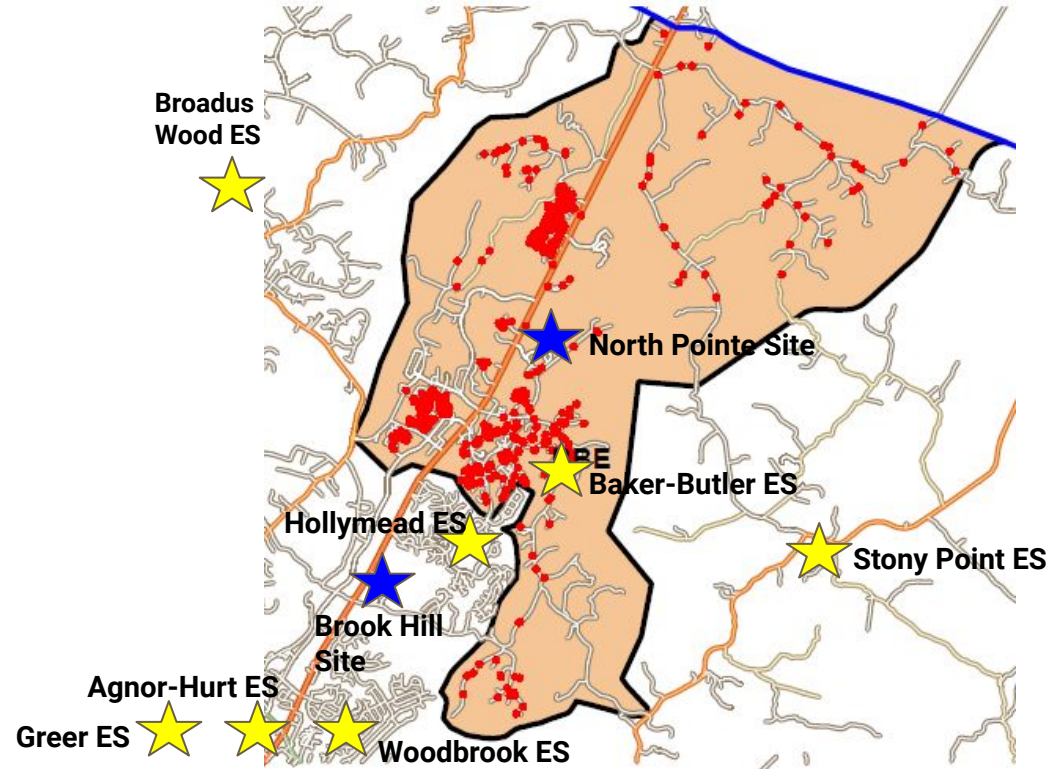 Broadus
Wood ES
North Pointe Site
BE
Baker-Butler ES
Hollymead ES
Stony Point ES
Brook Hill
Site
Agnor-Hurt ES
Greer ES
Woodbrook ES